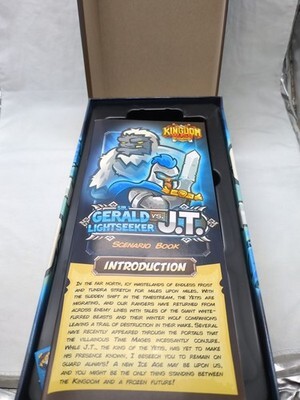 KINGDOM
RUSH
SIR
GERALD
LIGHTSEEKER
VS.
J.T.
SCENARIO BOOK
INTRODUCTION
IN THE FAR NORTH, ICY WASTELANDS OF ENDLESS FROST
AND TUNDRA STRETCH FOR MILES UPON MILES. WITH
THE SUDDEN SHIFT IN THE TIMESTREAM, THE YETIS ARE
MIGRATING, AND OUR RANGERS HAVE RETURNED FROM
ACROSS ENEMY LINES WITH TALES OF THE GIANT WHITE-
FURRED BEASTS AND THEIR WINTER WOLF COMPANIONS
LEAVING A TRAIL OF DESTRUCTION IN THEIR WAKE. SEVERAL
HAVE RECENTLY APPEARED THROUGH THE PORTALS THAT
THE VILLAINOUS TIME MAGES INCESSANTLY CONJURE.
WHILE J.T., THE KING OF THE YETIS, HAS YET TO MAKE
HIS PRESENCE KNOWN, I BESEECH YOU TO REMAIN ON
GUARD ALWAYS! A NEW ICE AGE MAY BE UPON US,
AND YOU MIGHT BE THE ONLY THING STANDING BETWEEN
THE KINGDOM AND A FROZEN FUTURE!